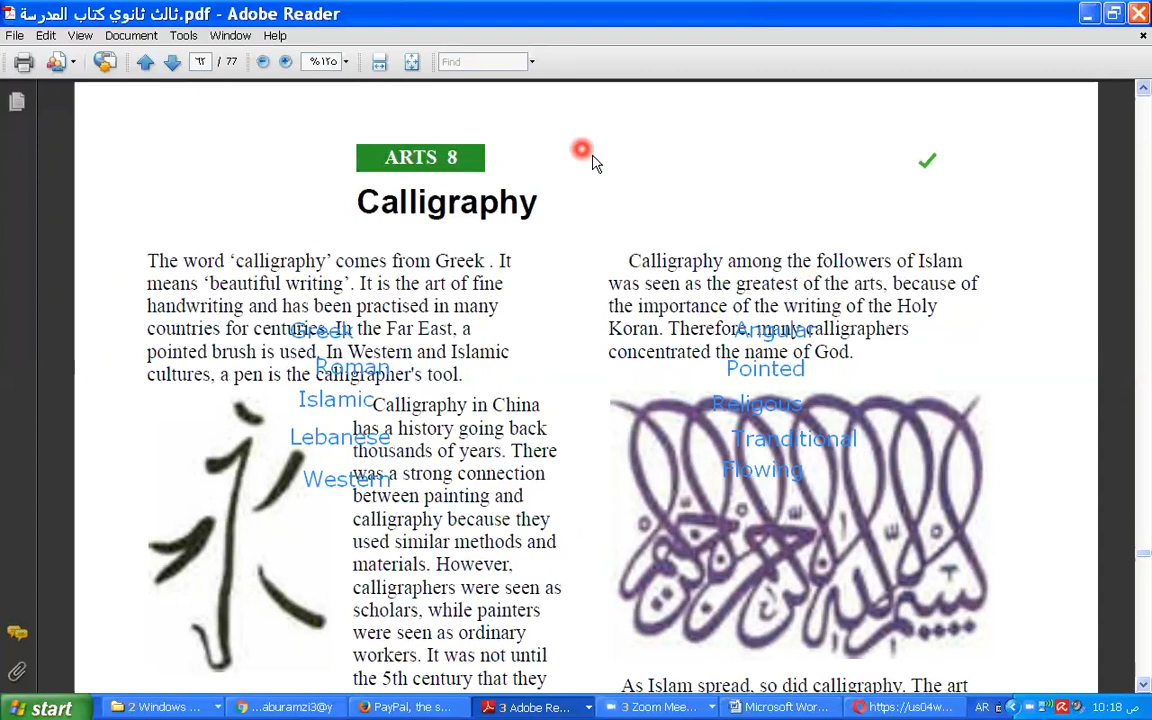 ثالث ثانوي كتاب المدرسة.pdf - Adobe Reader
File Edit View Document Tools Window Help
٦٢ / 77 %١٢٥ Find
ARTS 8
Calligraphy
The word ‘calligraphy’ comes from Greek . It
means ‘beautiful writing’. It is the art of fine
handwriting and has been practised in many
countries for centuries. In the Far East, a
pointed brush is used. In Western and Islamic
cultures, a pen is the calligrapher's tool.
Calligraphy in China
has a history going back
thousands of years. There
was a strong connection
between painting and
calligraphy because they
used similar methods and
materials. However,
calligraphers were seen as
scholars, while painters
were seen as ordinary
workers. It was not until
the 5th century that they
Greek
Roman
Islamic
Lebanese
Western
永
Calligraphy among the followers of Islam
was seen as the greatest of the arts, because of
the importance of the writing of the Holy
Koran. Therefore, many calligraphers
concentrated the name of God.
Angular
Pointed
Religous
Tranditional
Flowing
بسم الله الرحمن الرحيم
As Islam spread, so did calligraphy. The art
start 2 Windows ... ...aburamzi3@y PayPal, the s... 3 Adobe Re... 3 Zoom Mee... Microsoft Wor... https://us04w... AR 10:18 ص